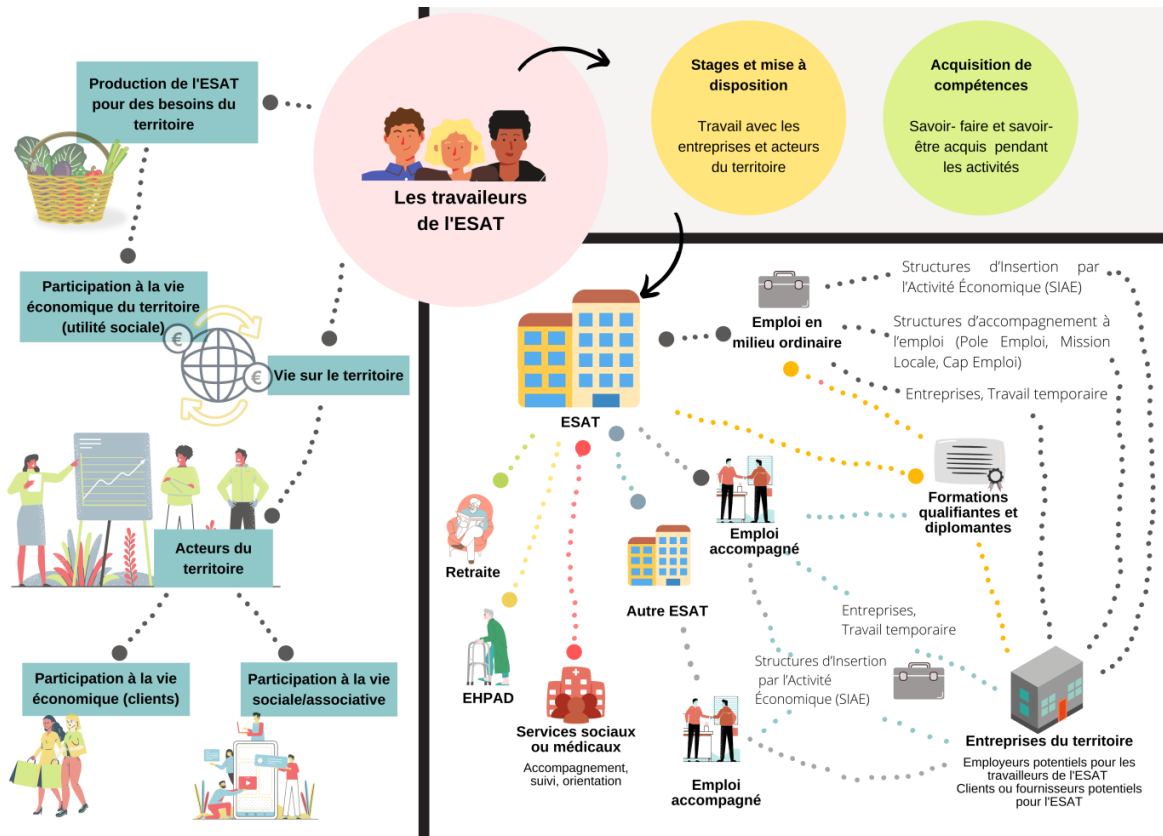 Production de l'ESAT
pour des besoins du
territoire
Participation à la vie
économique du territoire
(utilité sociale)
€
€
Vie sur le territoire
Acteurs du
territoire
Participation à la vie
économique (clients)
Participation à la vie
sociale/associative
Les travaileurs
de l'ESAT
Stages et mise à
disposition
Travail avec les
entreprises et acteurs
du territoire
Acquisition de
compétences
Savoir- faire et savoir-
être acquis pendant
les activités
ESAT
Emploi en
milieu ordinaire
Structures d'Insertion par
l'Activité Économique (SIAE)
Structures d'accompagnement à
l'emploi (Pole Emploi, Mission
Locale, Cap Emploi)
Entreprises, Travail temporaire
Formations
qualifiantes et
diplomantes
Emploi
accompagné
Retraite
Autre ESAT
EHPAD
Services sociaux
ou médicaux
Accompagnement,
suivi, orientation
Entreprises,
Travail temporaire
Structures d'Insertion
par l'Activité
Économique (SIAE)
Emploi
accompagné
Entreprises du territoire
Employeurs potentiels pour les
travailleurs de l'ESAT
Clients ou fournisseurs potentiels
pour l'ESAT